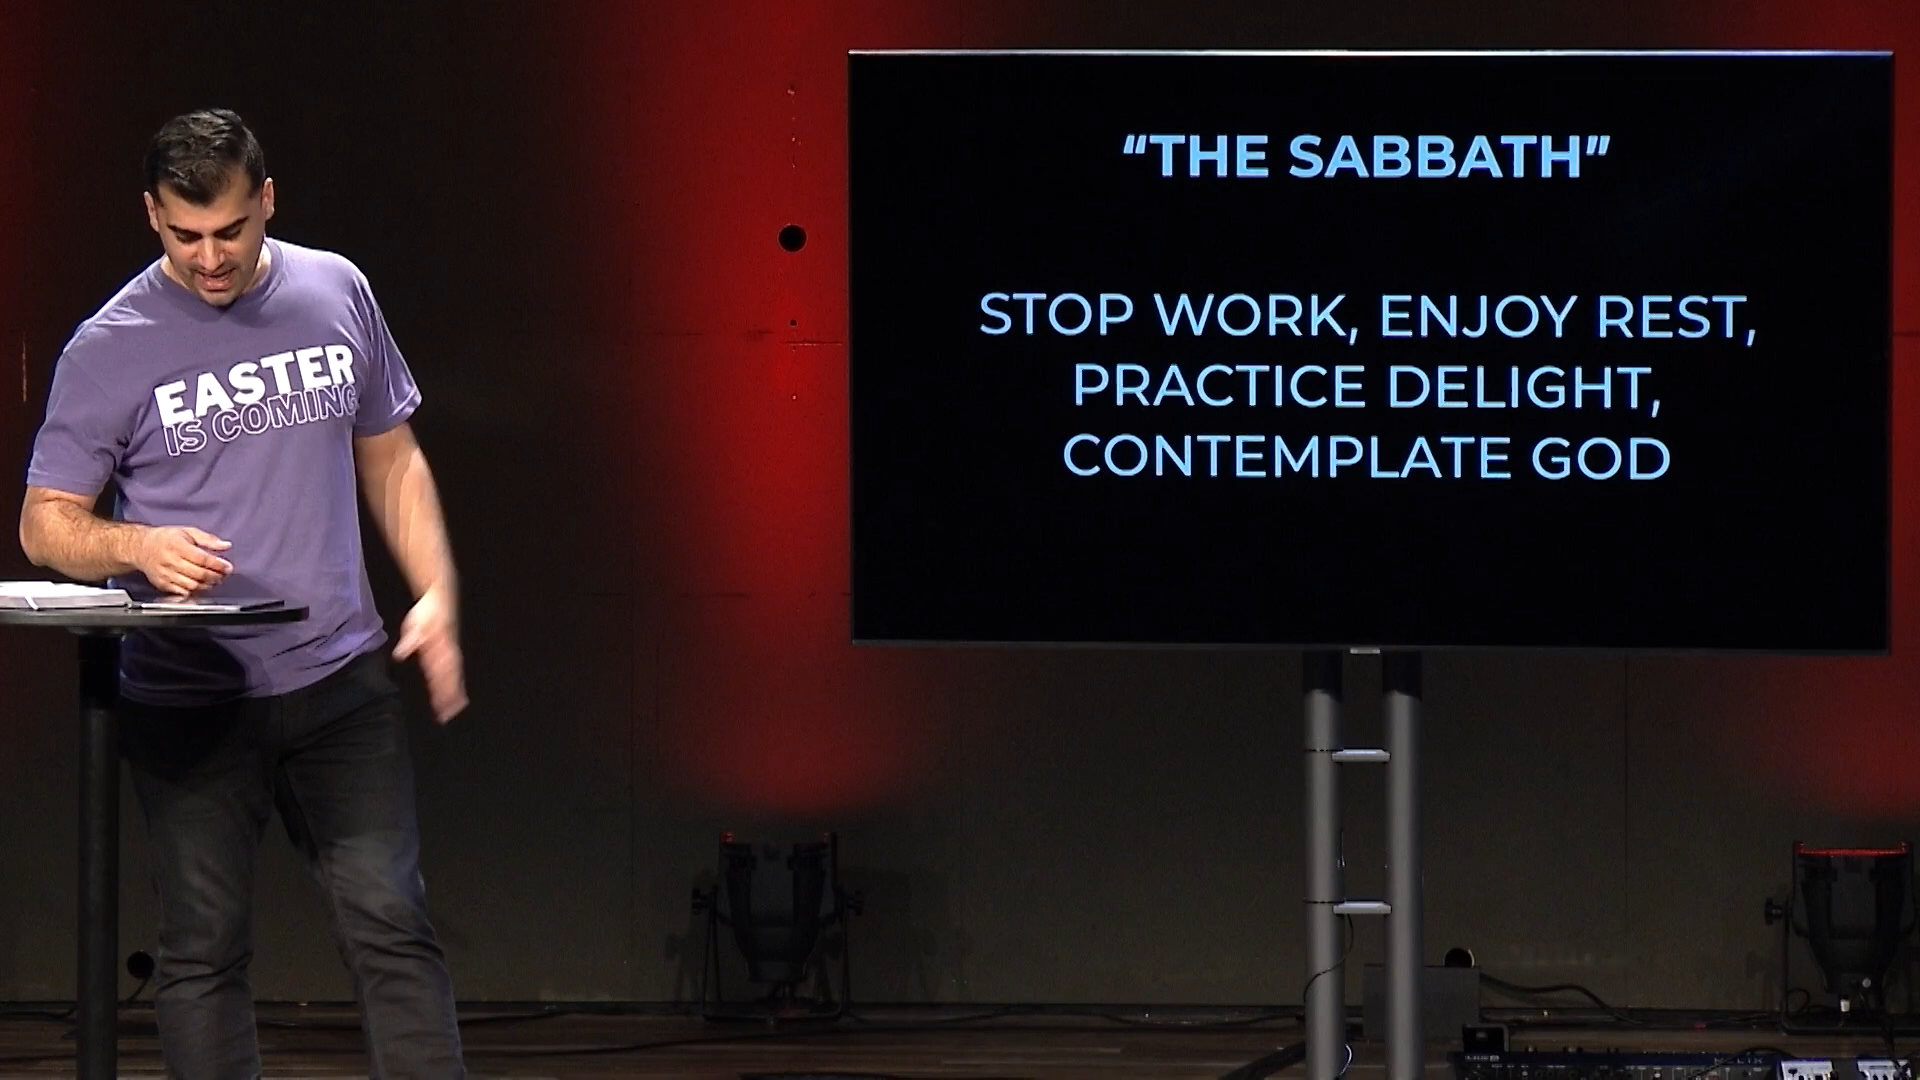 “THE SABBATH”
STOP WORK, ENJOY REST,
PRACTICE DELIGHT,
CONTEMPLATE GOD
EASTER
IS COMING